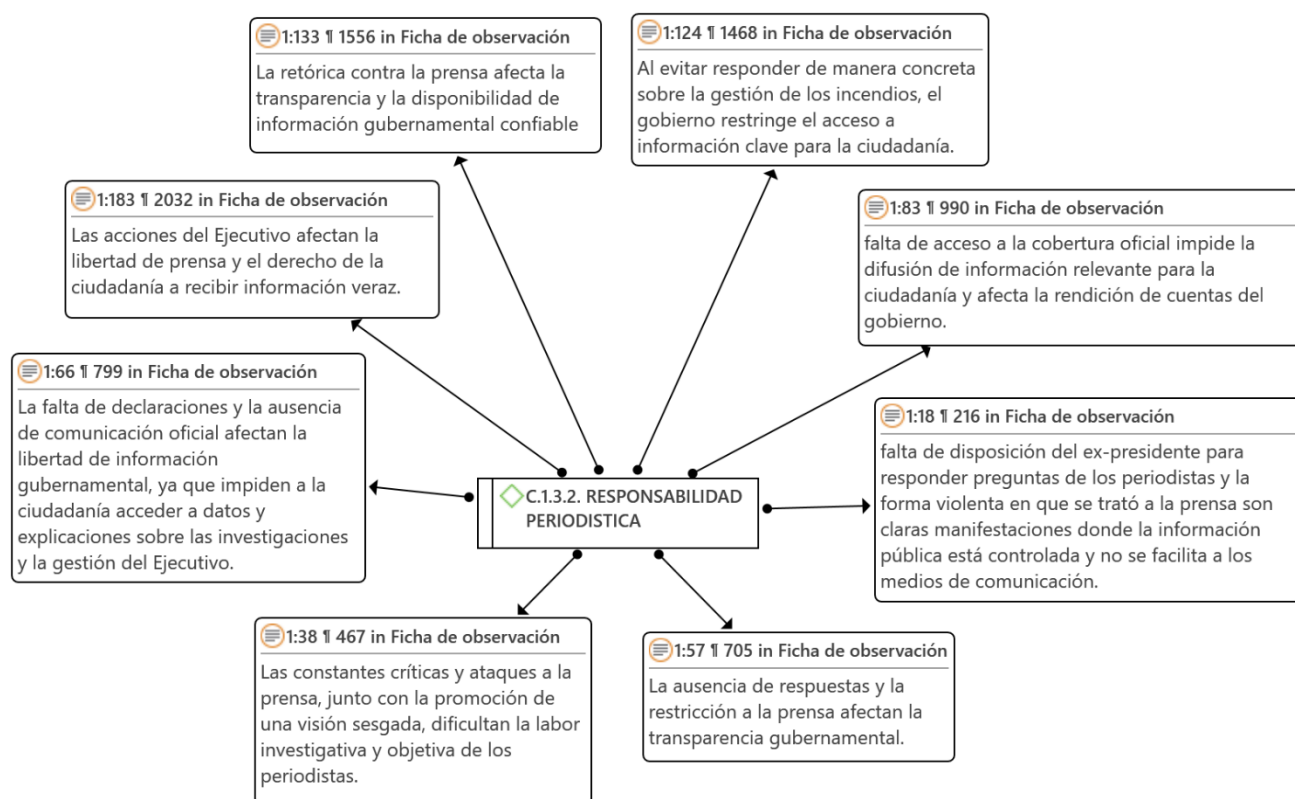 1:133 ¶ 1556 in Ficha de observación
La retórica contra la prensa afecta la
transparencia y la disponibilidad de
información gubernamental confiable
1:124 ¶ 1468 in Ficha de observación
Al evitar responder de manera concreta
sobre la gestión de los incendios, el
gobierno restringe el acceso a
información clave para la ciudadanía.
1:183 ¶ 2032 in Ficha de observación
Las acciones del Ejecutivo afectan la
libertad de prensa y el derecho de la
ciudadanía a recibir información veraz.
1:83 ¶ 990 in Ficha de observación
falta de acceso a la cobertura oficial impide la
difusión de información relevante para la
ciudadanía y afecta la rendición de cuentas del
gobierno.
1:66 ¶ 799 in Ficha de observación
La falta de declaraciones y la ausencia
de comunicación oficial afectan la
libertad de información
gubernamental, ya que impiden a la
ciudadanía acceder a datos y
explicaciones sobre las investigaciones
y la gestión del Ejecutivo.
1:18 ¶ 216 in Ficha de observación
falta de disposición del ex-presidente para
responder preguntas de los periodistas y la
forma violenta en que se trató a la prensa son
claras manifestaciones donde la información
pública está controlada y no se facilita a los
medios de comunicación.
C.1.3.2. RESPONSABILIDAD
PERIODISTICA
1:38 ¶ 467 in Ficha de observación
Las constantes críticas y ataques a la
prensa, junto con la promoción de
una visión sesgada, dificultan la labor
investigativa y objetiva de los
periodistas.
1:57 ¶ 705 in Ficha de observación
La ausencia de respuestas y la
restricción a la prensa afectan la
transparencia gubernamental.